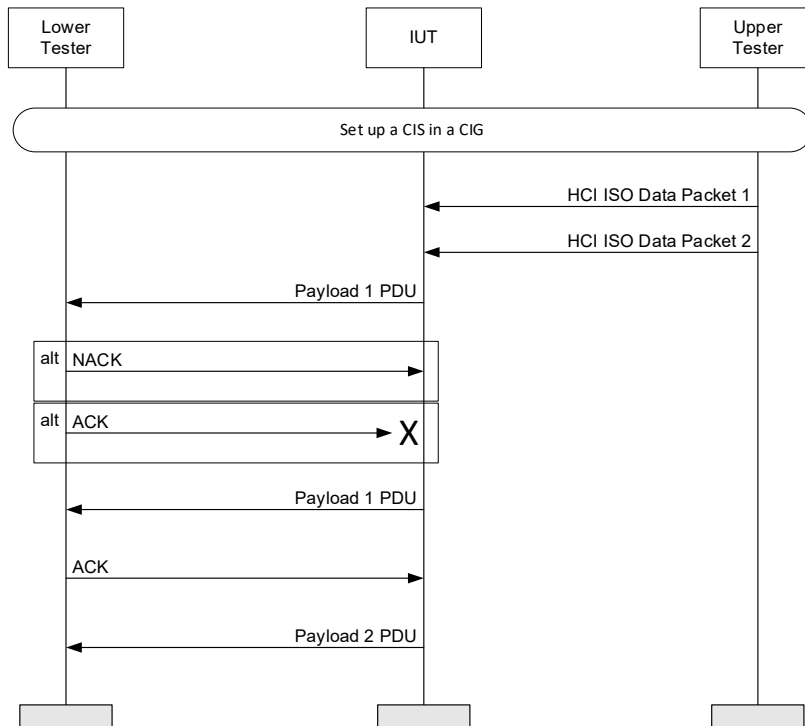 Lower
Tester
IUT
Upper
Tester
Set up a CIS in a CIG
HCI ISO Data Packet 1
HCI ISO Data Packet 2
Payload 1 PDU
alt
NACK
alt
ACK
X
Payload 1 PDU
ACK
Payload 2 PDU